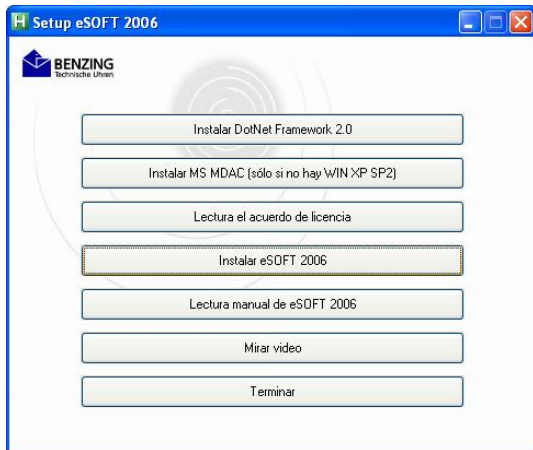 Setup eSOFT 2006
BENZING
Technische Uhren
Instalar DotNet Framework 2.0
Instalar MS MDAC (sólo si no hay WIN XP SP2)
Lectura el acuerdo de licencia
Instalar eSOFT 2006
Lectura manual de eSOFT 2006
Mirar video
Terminar